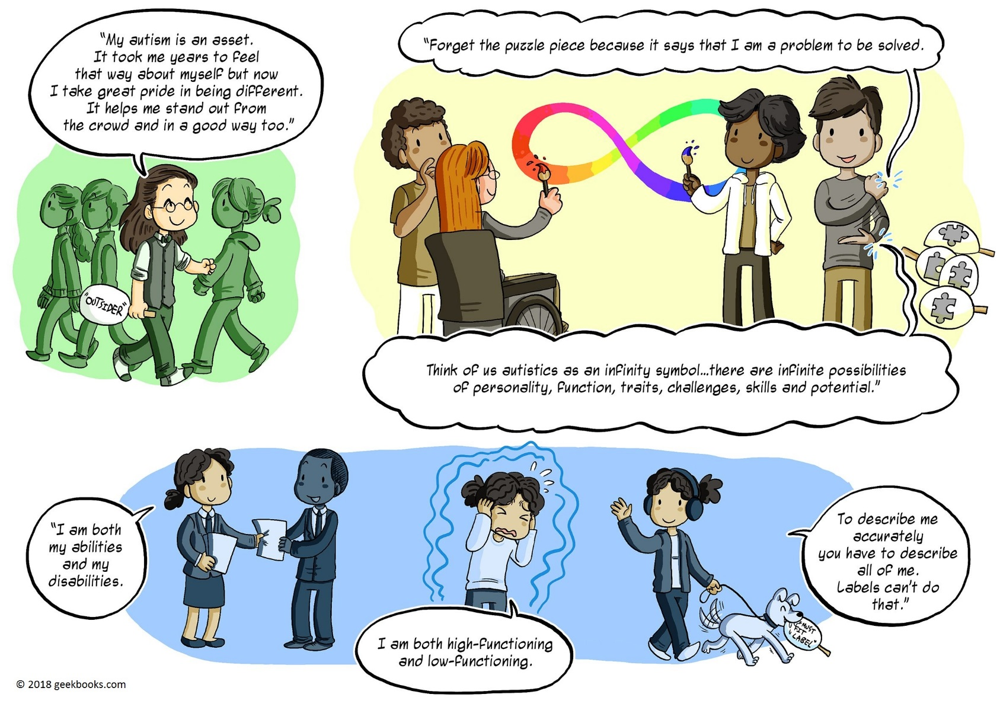 "My autism is an asset.
It took me years to feel
that way about myself but now
I take great pride in being different.
It helps me stand out from
the crowd and in a good way too."
"OUTSIDER"
"Forget the puzzle piece because it says that I am a problem to be solved.
Think of us autistics as an infinity symbol...there are infinite possibilities
of personality, function, traits, challenges, skills and potential."
"I am both
my abilities
and my
disabilities.
I am both high-functioning
and low-functioning.
To describe me
accurately
you have to describe
all of me.
Labels can't do
that."
MUST
FIT
LABEL"
© 2018 geekbooks.com